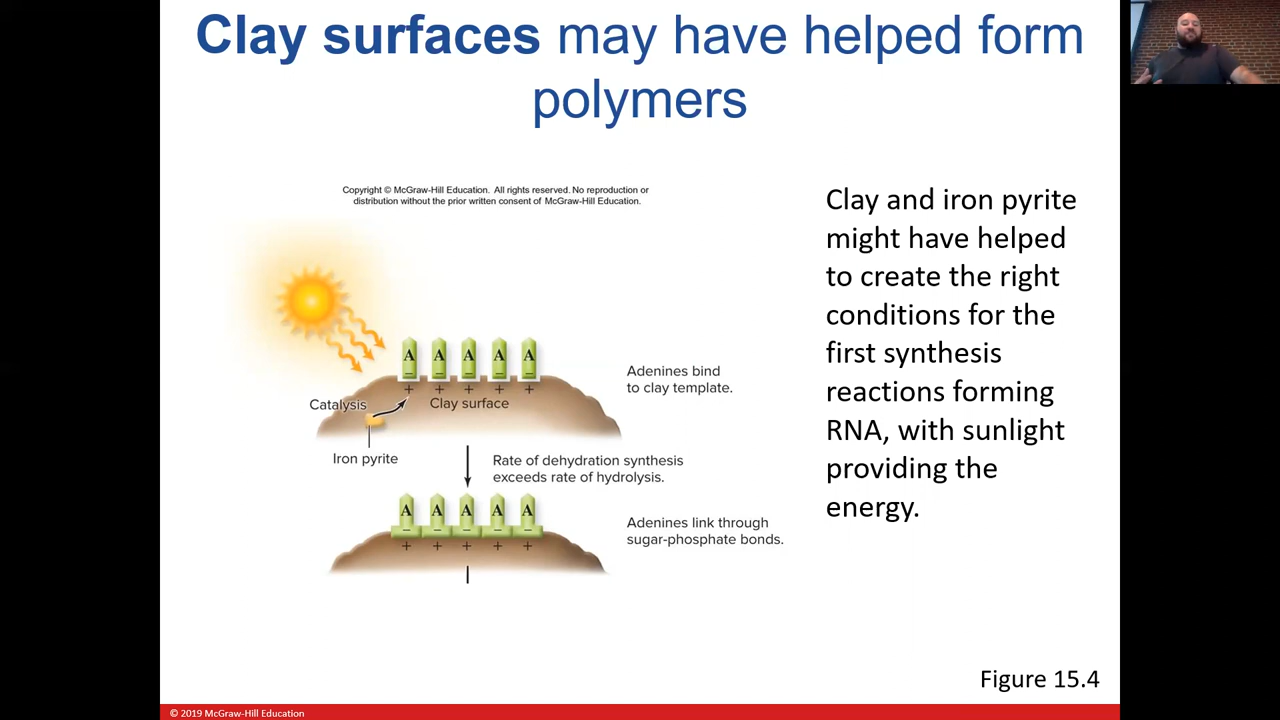 Clay surfaces may have helped form
polymers
Copyright © McGraw-Hill Education. All rights reserved. No reproduction or
distribution without the prior written consent of McGraw-Hill Education.
Clay and iron pyrite
might have helped
to create the right
conditions for the
first synthesis
reactions forming
RNA, with sunlight
providing the
energy.
A A A A A
– – – – –
+ + + + +
Adenines bind
to clay template.
Catalysis
Clay surface
Iron pyrite
Rate of dehydration synthesis
exceeds rate of hydrolysis.
A A A A A
– – – – –
+ + + + +
Adenines link through
sugar-phosphate bonds.
Figure 15.4
© 2019 McGraw-Hill Education